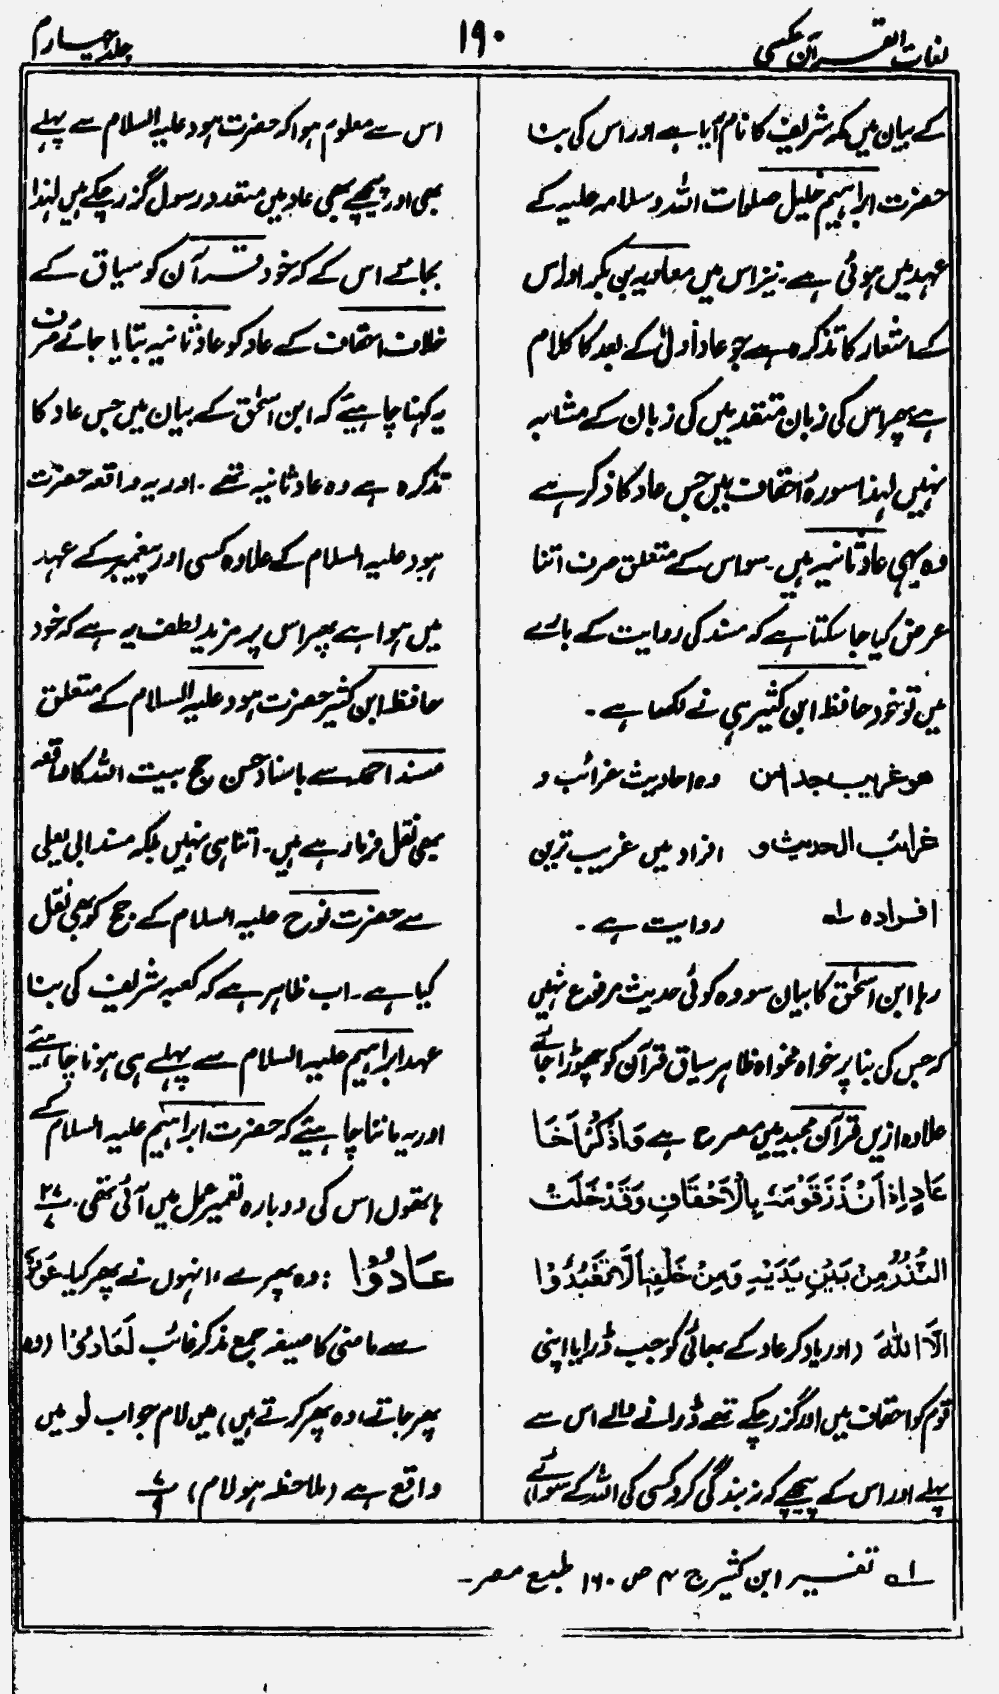 لغات القرآن عکسی
۱۹۰
جلد چہارم
کے بیان میں مکہ شریف کا نام آیا ہے اور اس کی بنا
حضرت ابراہیم خلیل صلوات اللہ وسلامہ علیہ کے
عہد میں ہوئی ہے۔ نیز اس میں معاویہ بن بکر اور اس
کے اشعار کا تذکرہ ہے جو عاد اُولیٰ کے بعد کا کلام
ہے پھر اس کی زبان متقدمین کی زبان کے مشابہ
نہیں لہذا سورۂ احقاف میں جس عاد کا ذکر ہے
وہ یہی عاد ثانیہ ہیں۔ سو اس کے متعلق صرف اتنا
عرض کیا جا سکتا ہے کہ مسند کی روایت کے بارے
میں تو خود حافظ ابن کثیر ہی نے لکھا ہے۔
ھو غریب جدا من وہ احادیث غرائب و
غرائب الحدیث و افراد میں غریب ترین
افرادہ ؂۱ روایت ہے۔
رہا ابن اسحٰق کا بیان سو وہ کوئی حدیث مرفوع نہیں
کہ جس کی بنا پر خواہ مخواہ ظاہر سیاق قرآن کو چھوڑا جائے
علاوہ ازیں قرآن مجید میں مصرح ہے وَاذْكُرْ اَخَا
عَادٍ اِذْ اَنْذَرَ قَوْمَهٗ بِالْاَحْقَافِ وَقَدْ خَلَتْ
النُّذُرُ مِنْ بَيْنِ يَدَيْهِ وَمِنْ خَلْفِهٖ اَلَّا تَعْبُدُوْا
اِلَّا اللّٰهَ (اور یاد کر عاد کے بھائی کو جب ڈرایا اپنی
قوم کو احقاف میں اور گزر چکے تھے ڈرانے والے اس سے
پہلے اور اس کے پیچھے کہ نہ بندگی کرو کسی کی اللہ کے سوائے)
اس سے معلوم ہوا کہ حضرت ہود علیہ السلام سے پہلے
بھی اور پیچھے بھی عاد میں متعدد رسول گزر چکے ہیں لہذا
بجائے اس کے کہ خود قرآن کو سیاق کے
خلاف احقاف کے عاد کو عاد ثانیہ بتایا جائے صرف
یہ کہنا چاہیئے کہ ابن اسحٰق کے بیان میں جس عاد کا
تذکرہ ہے وہ عاد ثانیہ تھے۔ اور یہ واقعہ حضرت
ہود علیہ السلام کے علاوہ کسی اور پیغمبر کے عہد
میں ہوا ہے پھر اس پر مزید لطف یہ ہے کہ خود
حافظ ابن کثیر حضرت ہود علیہ السلام کے متعلق
مسند احمد سے باسناد حسن حج بیت اللہ کا واقعہ
بھی نقل فرما رہے ہیں۔ اتنا ہی نہیں بلکہ مسند ابی یعلی
سے حضرت نوح علیہ السلام کے حج کو بھی نقل
کیا ہے۔ اب ظاہر ہے کہ کعبہ شریف کی بنا
عہد ابراہیم علیہ السلام سے پہلے ہی ہونا چاہیئے
اور یہ ماننا چاہیئے کہ حضرت ابراہیم علیہ السلام کے
ہاتھوں اس کی دوبارہ تعمیر عمل میں آئی تھی۔
عَادُوْا : وہ پھرے، انہوں نے پھر کیا۔ عَوْدٌ
سے ماضی کا صیغہ جمع مذکر غائب لَعَادُوْا (وہ
پھر جاتے، وہ پھر کرتے ہیں) میں لام جواب لو میں
واقع ہے (ملاحظہ ہو لام) ۷/۹
؂۱ تفسیر ابن کثیر ج ۴ ص ۱۶۰ طبع مصر۔